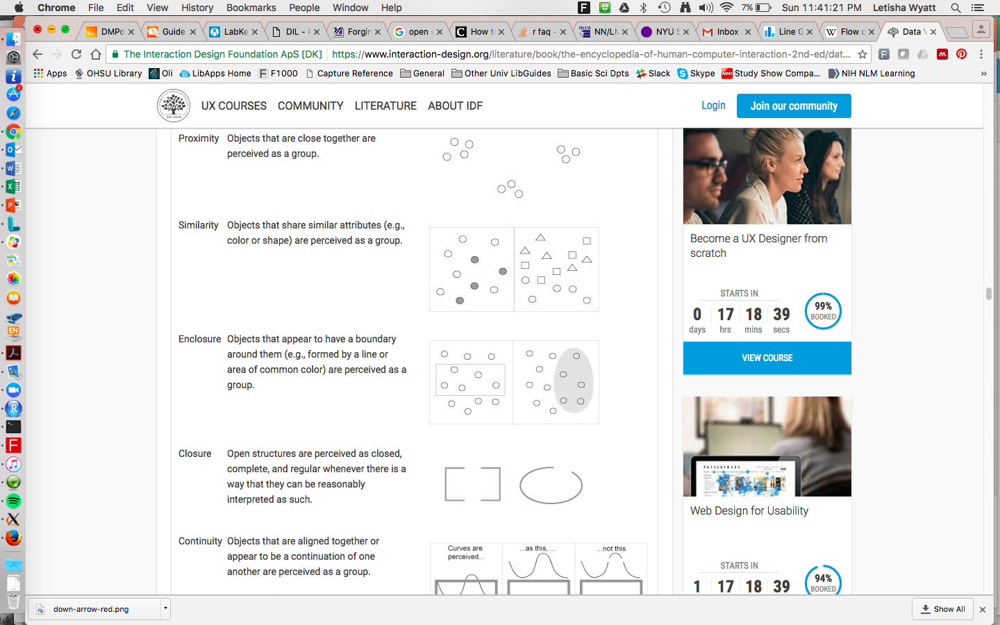 Chrome File Edit View History Bookmarks People Window Help
7% Sun 11:41:21 PM Letisha Wyatt
DMPo Guide LabKe DIL - F Forgin open s How to r faq - NN/LM NYU S Inbox Line G Flow c Data V
The Interaction Design Foundation ApS [DK] https://www.interaction-design.org/literature/book/the-encyclopedia-of-human-computer-interaction-2nd-ed/dat...
Apps OHSU Library Oli LibApps Home F1000 Capture Reference General Other Univ LibGuides Basic Sci Dpts Slack Skype Study Show Compa... NIH NLM Learning »
Est. 2002
UX COURSES COMMUNITY LITERATURE ABOUT IDF
Login Join our community
Proximity Objects that are close together are
perceived as a group.
Similarity Objects that share similar attributes (e.g.,
color or shape) are perceived as a group.
Enclosure Objects that appear to have a boundary
around them (e.g., formed by a line or
area of common color) are perceived as a
group.
Closure Open structures are perceived as closed,
complete, and regular whenever there is a
way that they can be reasonably
interpreted as such.
Continuity Objects that are aligned together or
appear to be a continuation of one
another are perceived as a group.
Curves are
perceived...
...as this, ...
...not this.
Become a UX Designer from
scratch
STARTS IN
0 17 18 39
days hrs mins secs
99%
BOOKED
VIEW COURSE
Web Design for Usability
STARTS IN
1 17 18 39
94%
BOOKED
down-arrow-red.png
Show All